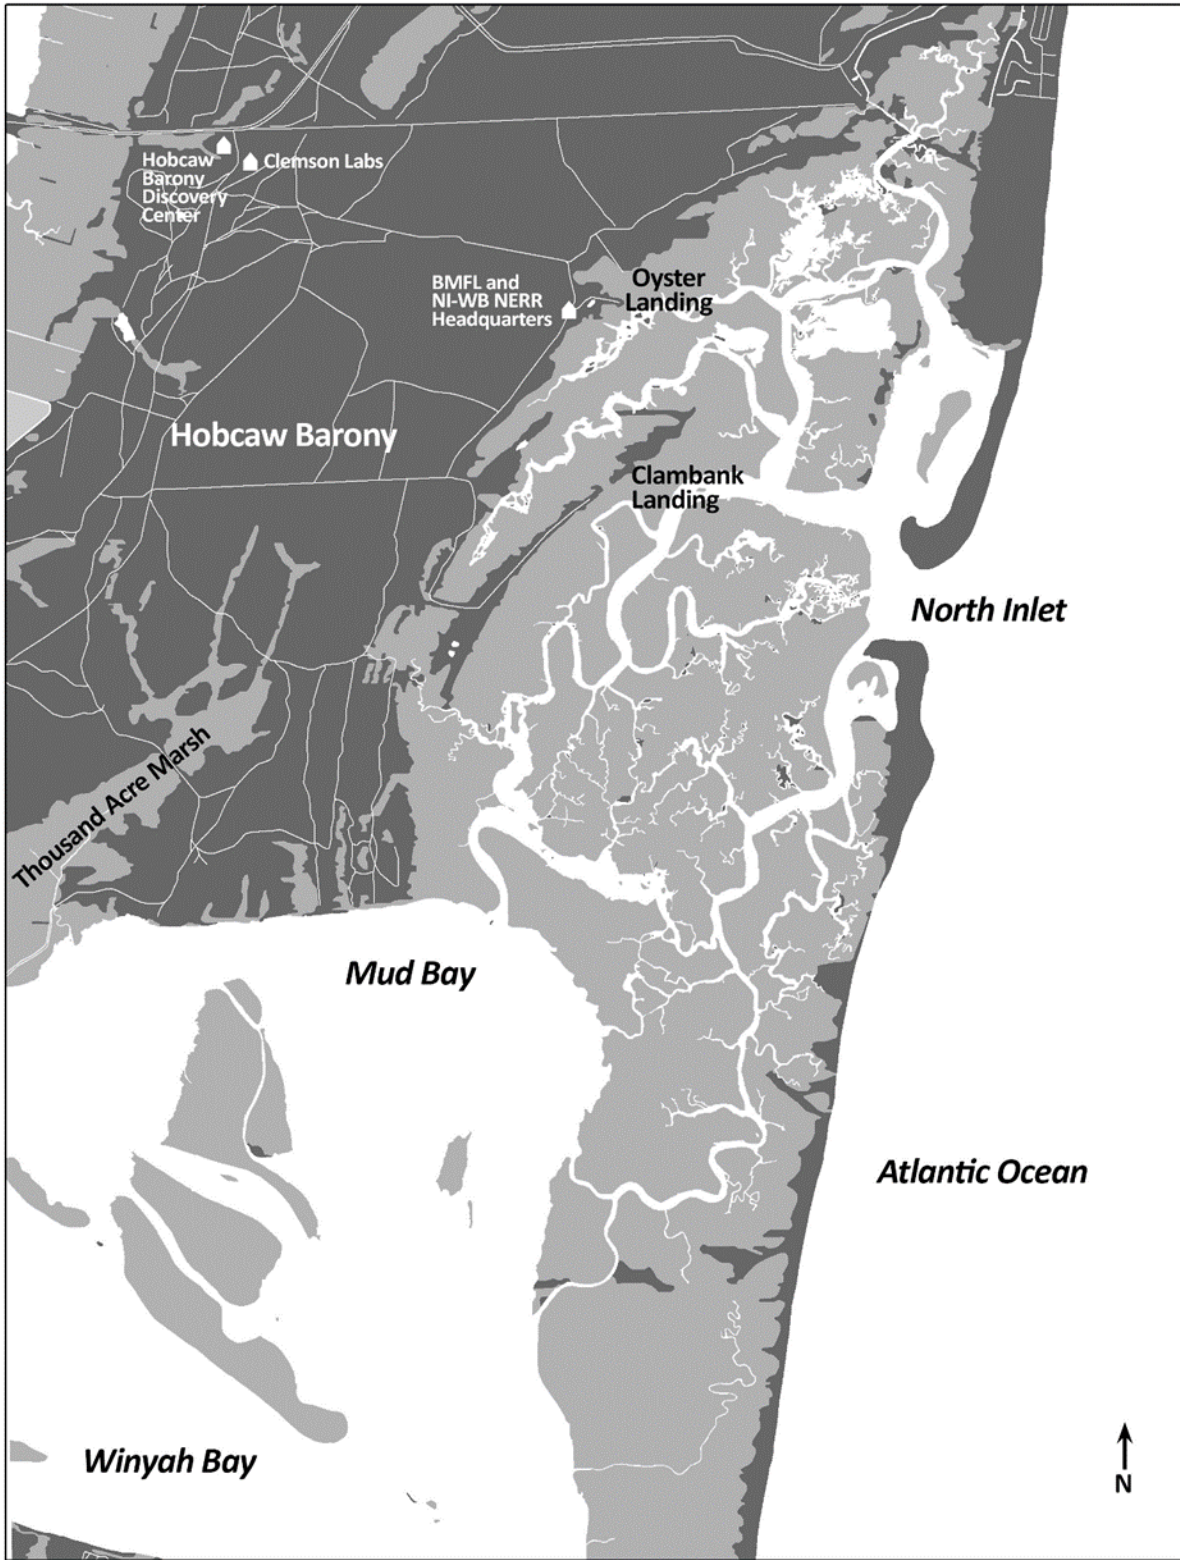 Hobcaw
Barony
Discovery
Center
Clemson Labs
BMFL and
NI-WB NERR
Headquarters
Oyster
Landing
Hobcaw Barony
Clambank
Landing
North Inlet
Thousand Acre Marsh
Mud Bay
Atlantic Ocean
Winyah Bay
N